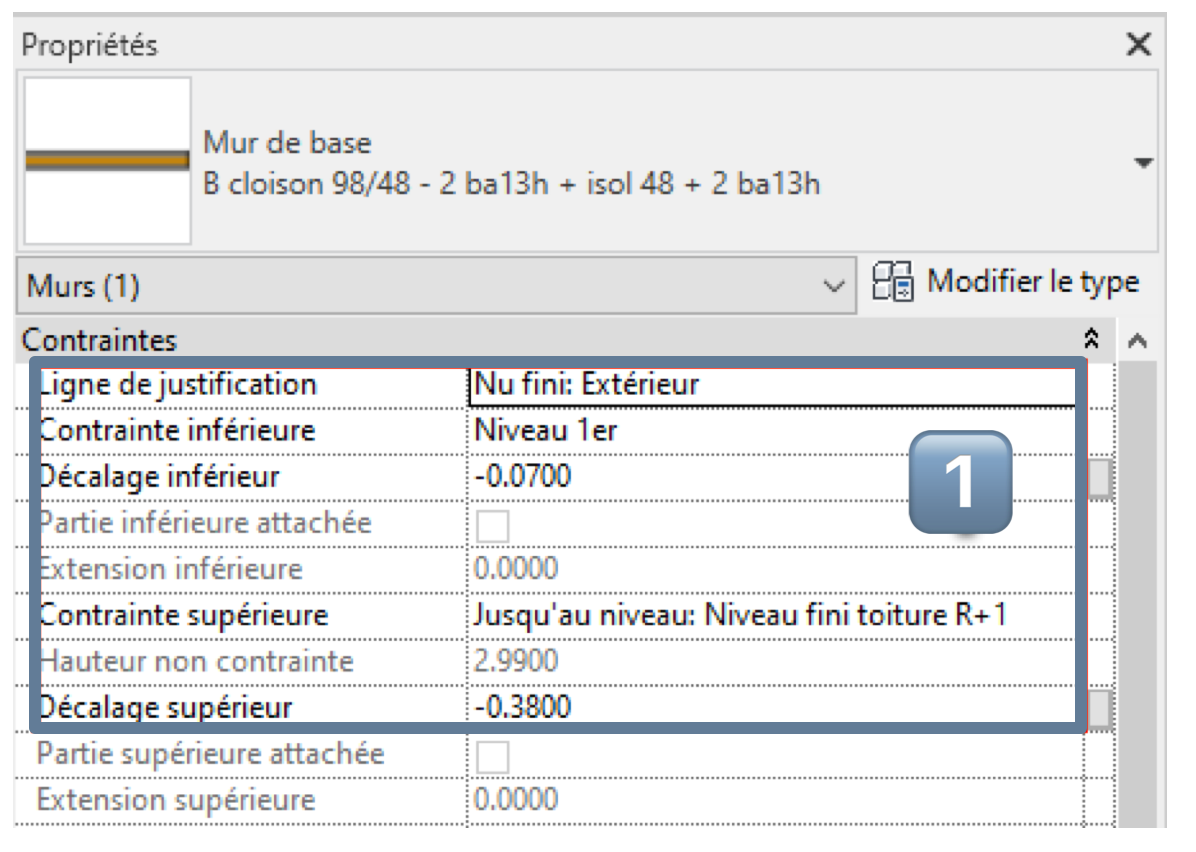 Propriétés
Mur de base
B cloison 98/48 - 2 ba13h + isol 48 + 2 ba13h
Murs (1)
Modifier le type
Contraintes
Ligne de justification Nu fini: Extérieur
Contrainte inférieure Niveau 1er
Décalage inférieur -0.0700
1
Partie inférieure attachée
Extension inférieure 0.0000
Contrainte supérieure Jusqu'au niveau: Niveau fini toiture R+1
Hauteur non contrainte 2.9900
Décalage supérieur -0.3800
Partie supérieure attachée
Extension supérieure 0.0000